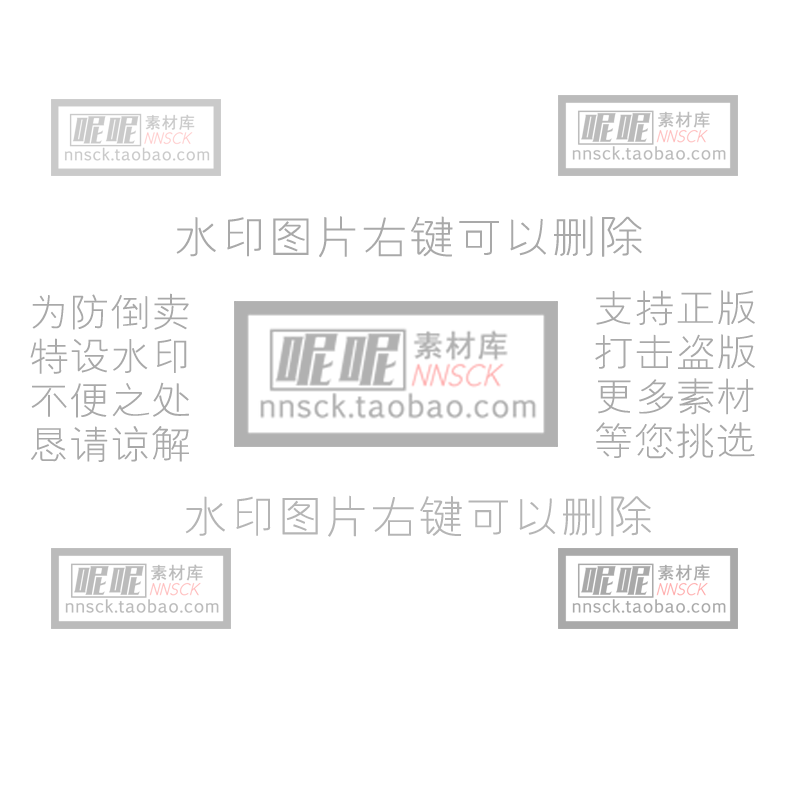 呢呢 素材库
NNSCK
nnsck.taobao.com
呢呢 素材库
NNSCK
nnsck.taobao.com
水印图片右键可以删除
为防倒卖
特设水印
不便之处
恳请谅解
呢呢 素材库
NNSCK
nnsck.taobao.com
支持正版
打击盗版
更多素材
等您挑选
水印图片右键可以删除
呢呢 素材库
NNSCK
nnsck.taobao.com
呢呢 素材库
NNSCK
nnsck.taobao.com